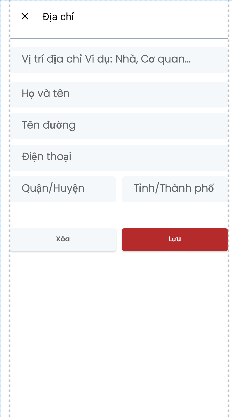 Địa chỉ
Vị trí địa chỉ Ví dụ: Nhà, Cơ quan...
Họ và tên
Tên đường
Điện thoại
Quận/Huyện Tỉnh/Thành phố
Xóa Lưu